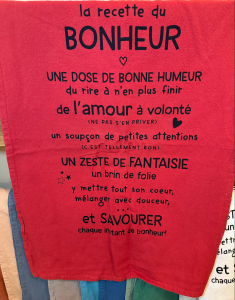 la recette du
BONHEUR
UNE DOSE DE BONNE HUMEUR
du rire à n'en plus finir
de l'amour à volonté
(NE PAS S'EN PRIVER)
un soupçon de petites attentions
(C'EST TELLEMENT BON)
UN ZESTE DE FANTAISIE
un brin de folie
y mettre tout son coeur,
mélanger avec douceur,
...
et SAVOURER
chaque instant de bonheur!